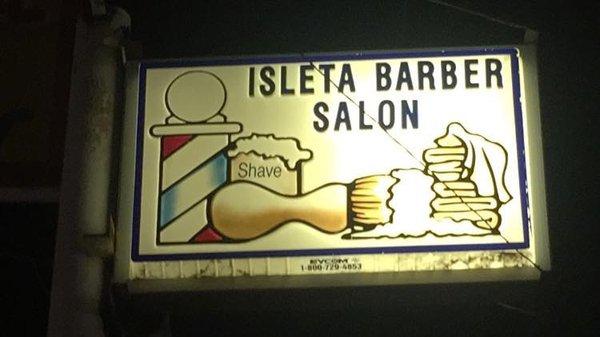 ISLETA BARBER
SALON
Shave
EVCOM
1-800-729-4853